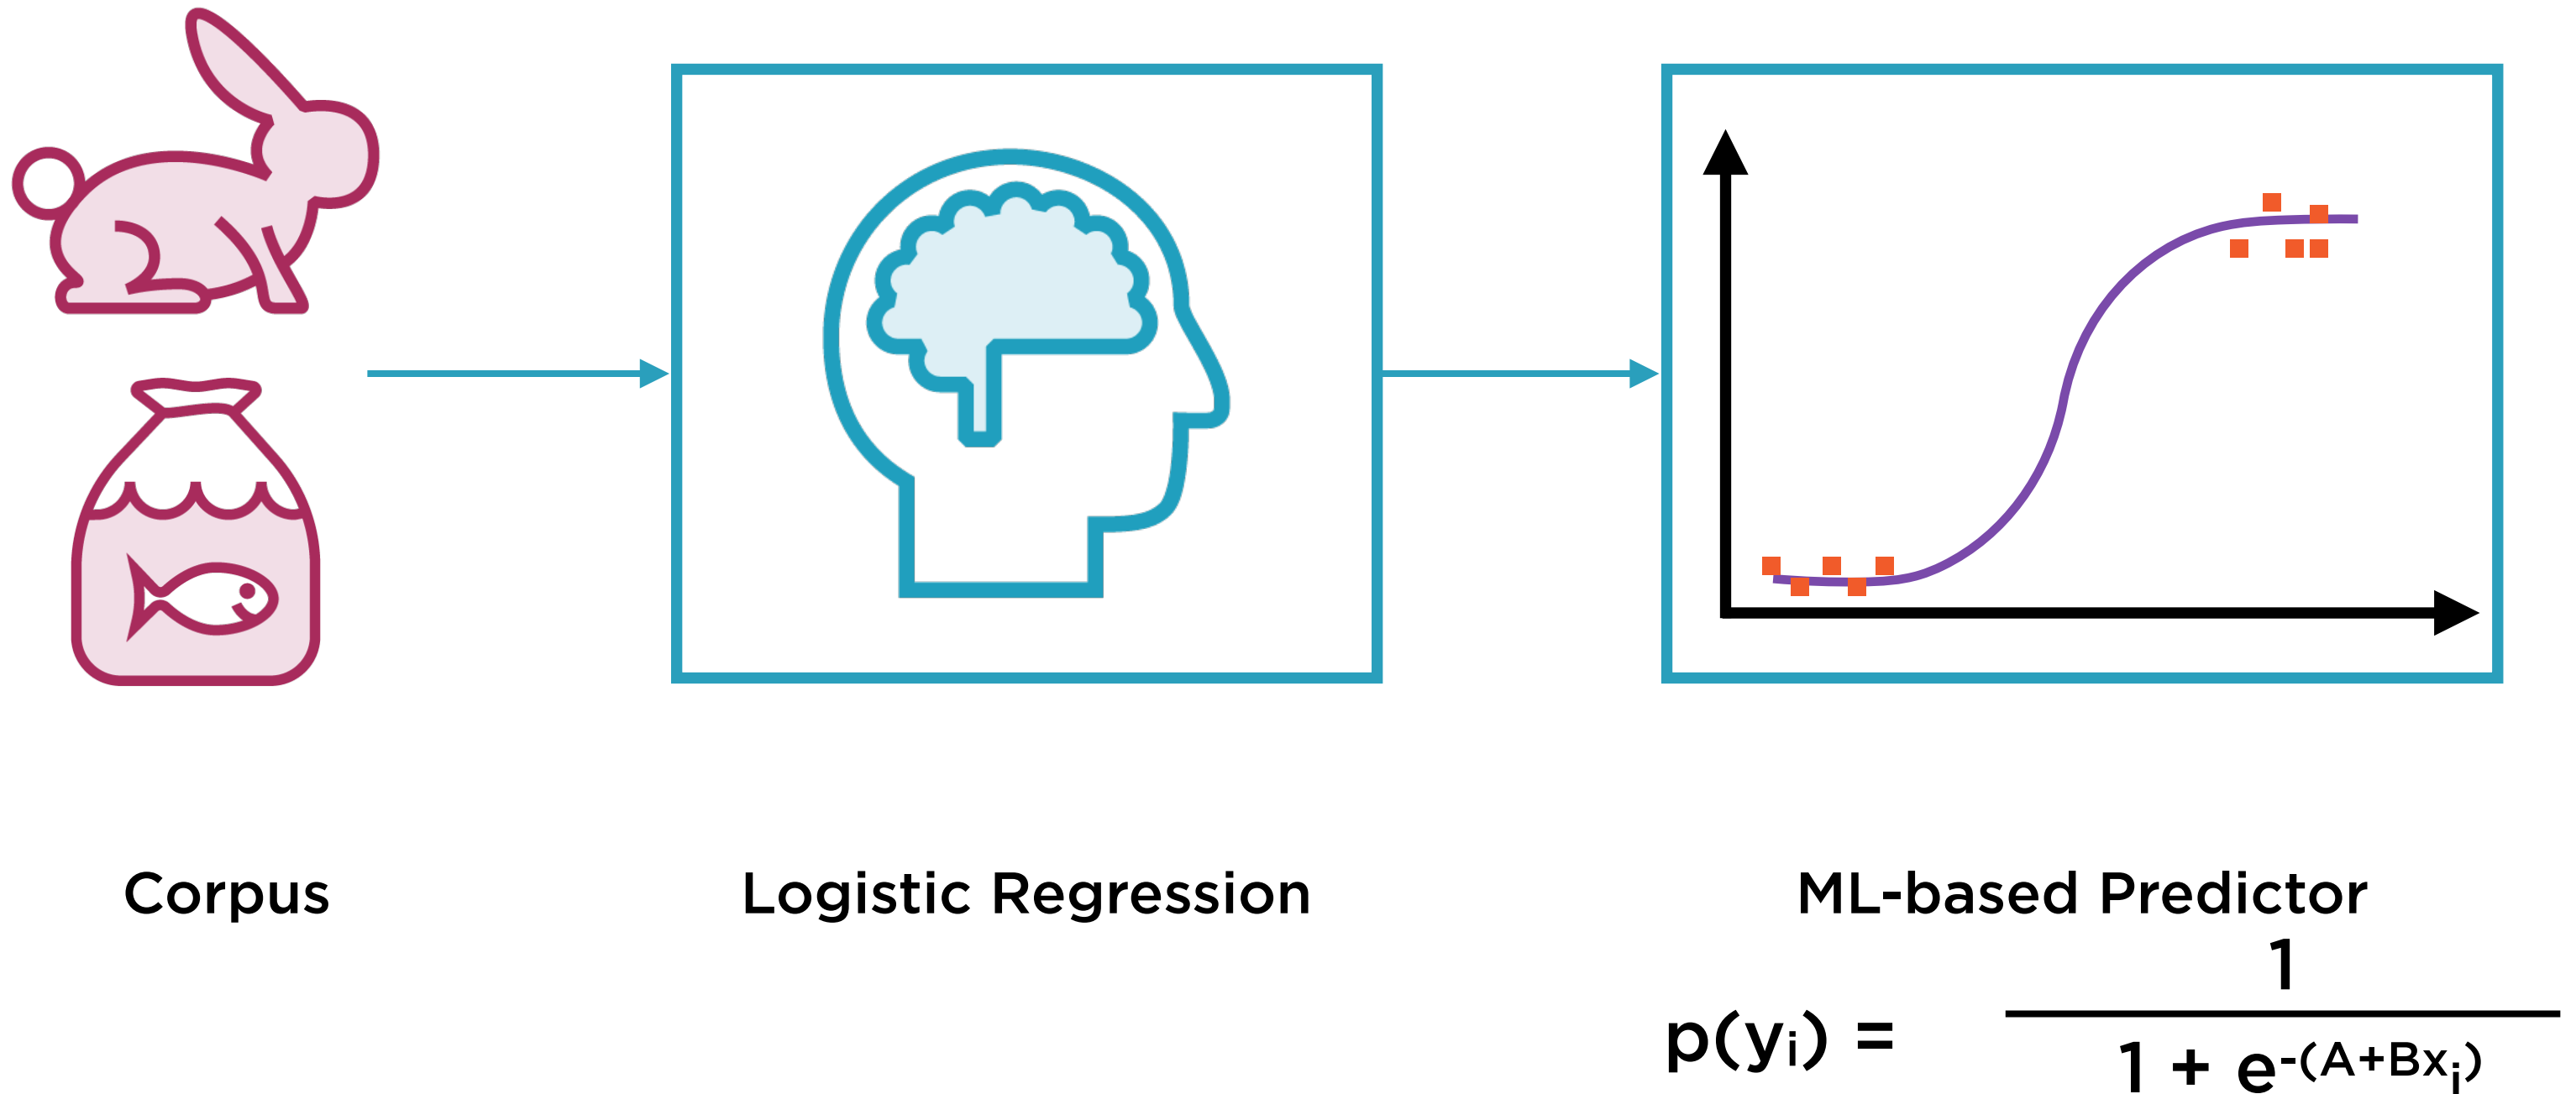 Corpus
Logistic Regression
ML-based Predictor
p(yᵢ) =
1
1 + e-(A+Bxᵢ)